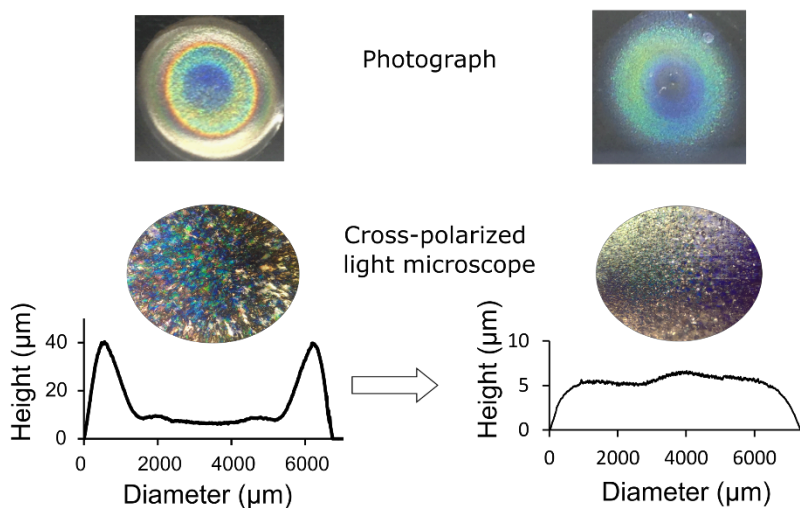 Photograph
Cross-polarized
light microscope
Height (µm)
40
20
0
0
2000
4000
6000
Diameter (µm)
Height (µm)
10
5
0
0
2000
4000
6000
Diameter (µm)